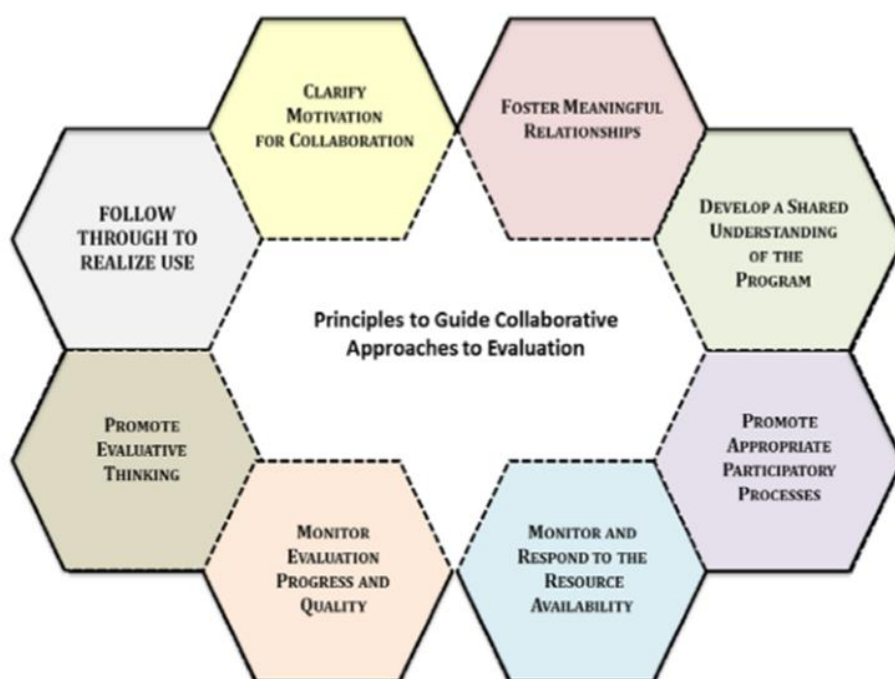 Clarify
Motivation
for Collaboration
Foster Meaningful
Relationships
Develop a Shared
Understanding
of the
Program
Promote
Appropriate
Participatory
Processes
Monitor and
Respond to the
Resource
Availability
Monitor
Evaluation
Progress and
Quality
Promote
Evaluative
Thinking
FOLLOW
THROUGH TO
REALIZE USE
Principles to Guide Collaborative
Approaches to Evaluation